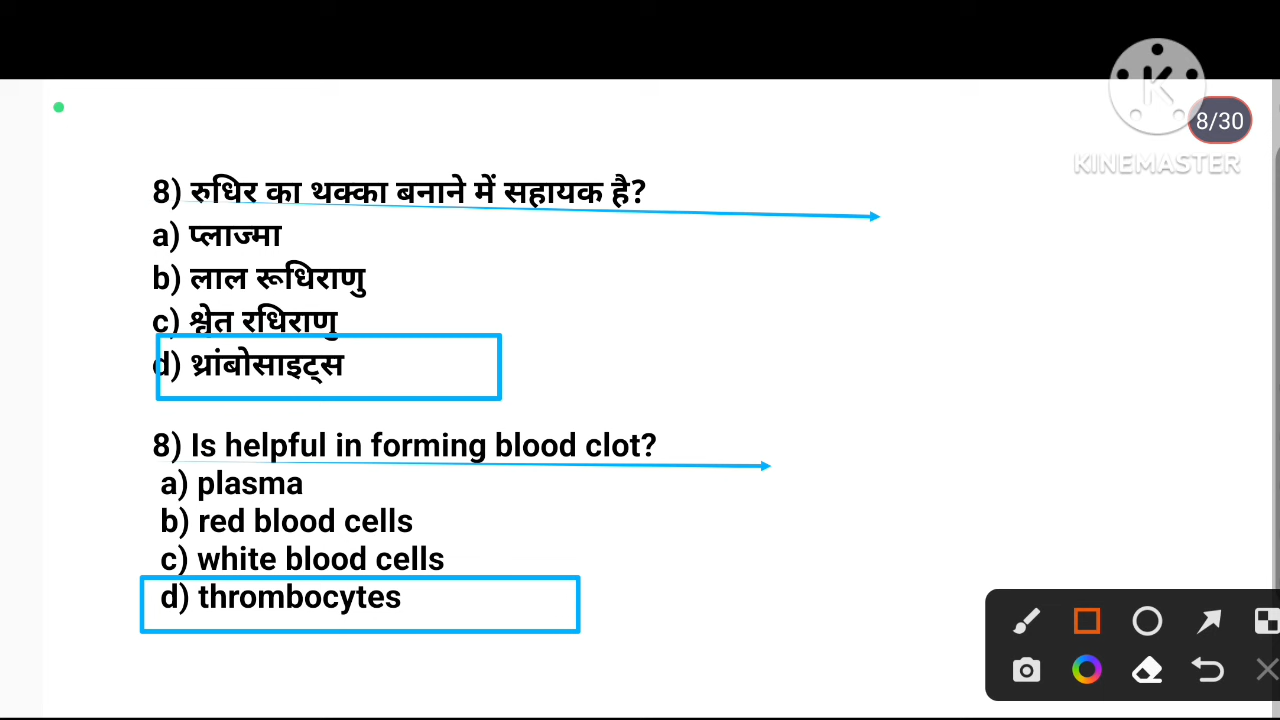 KINEMASTER
8/30
8) रुधिर का थक्का बनाने में सहायक है?
a) प्लाज्मा
b) लाल रूधिराणु
c) श्वेत रधिराणु
d) थ्रांबोसाइट्स
8) Is helpful in forming blood clot?
a) plasma
b) red blood cells
c) white blood cells
d) thrombocytes